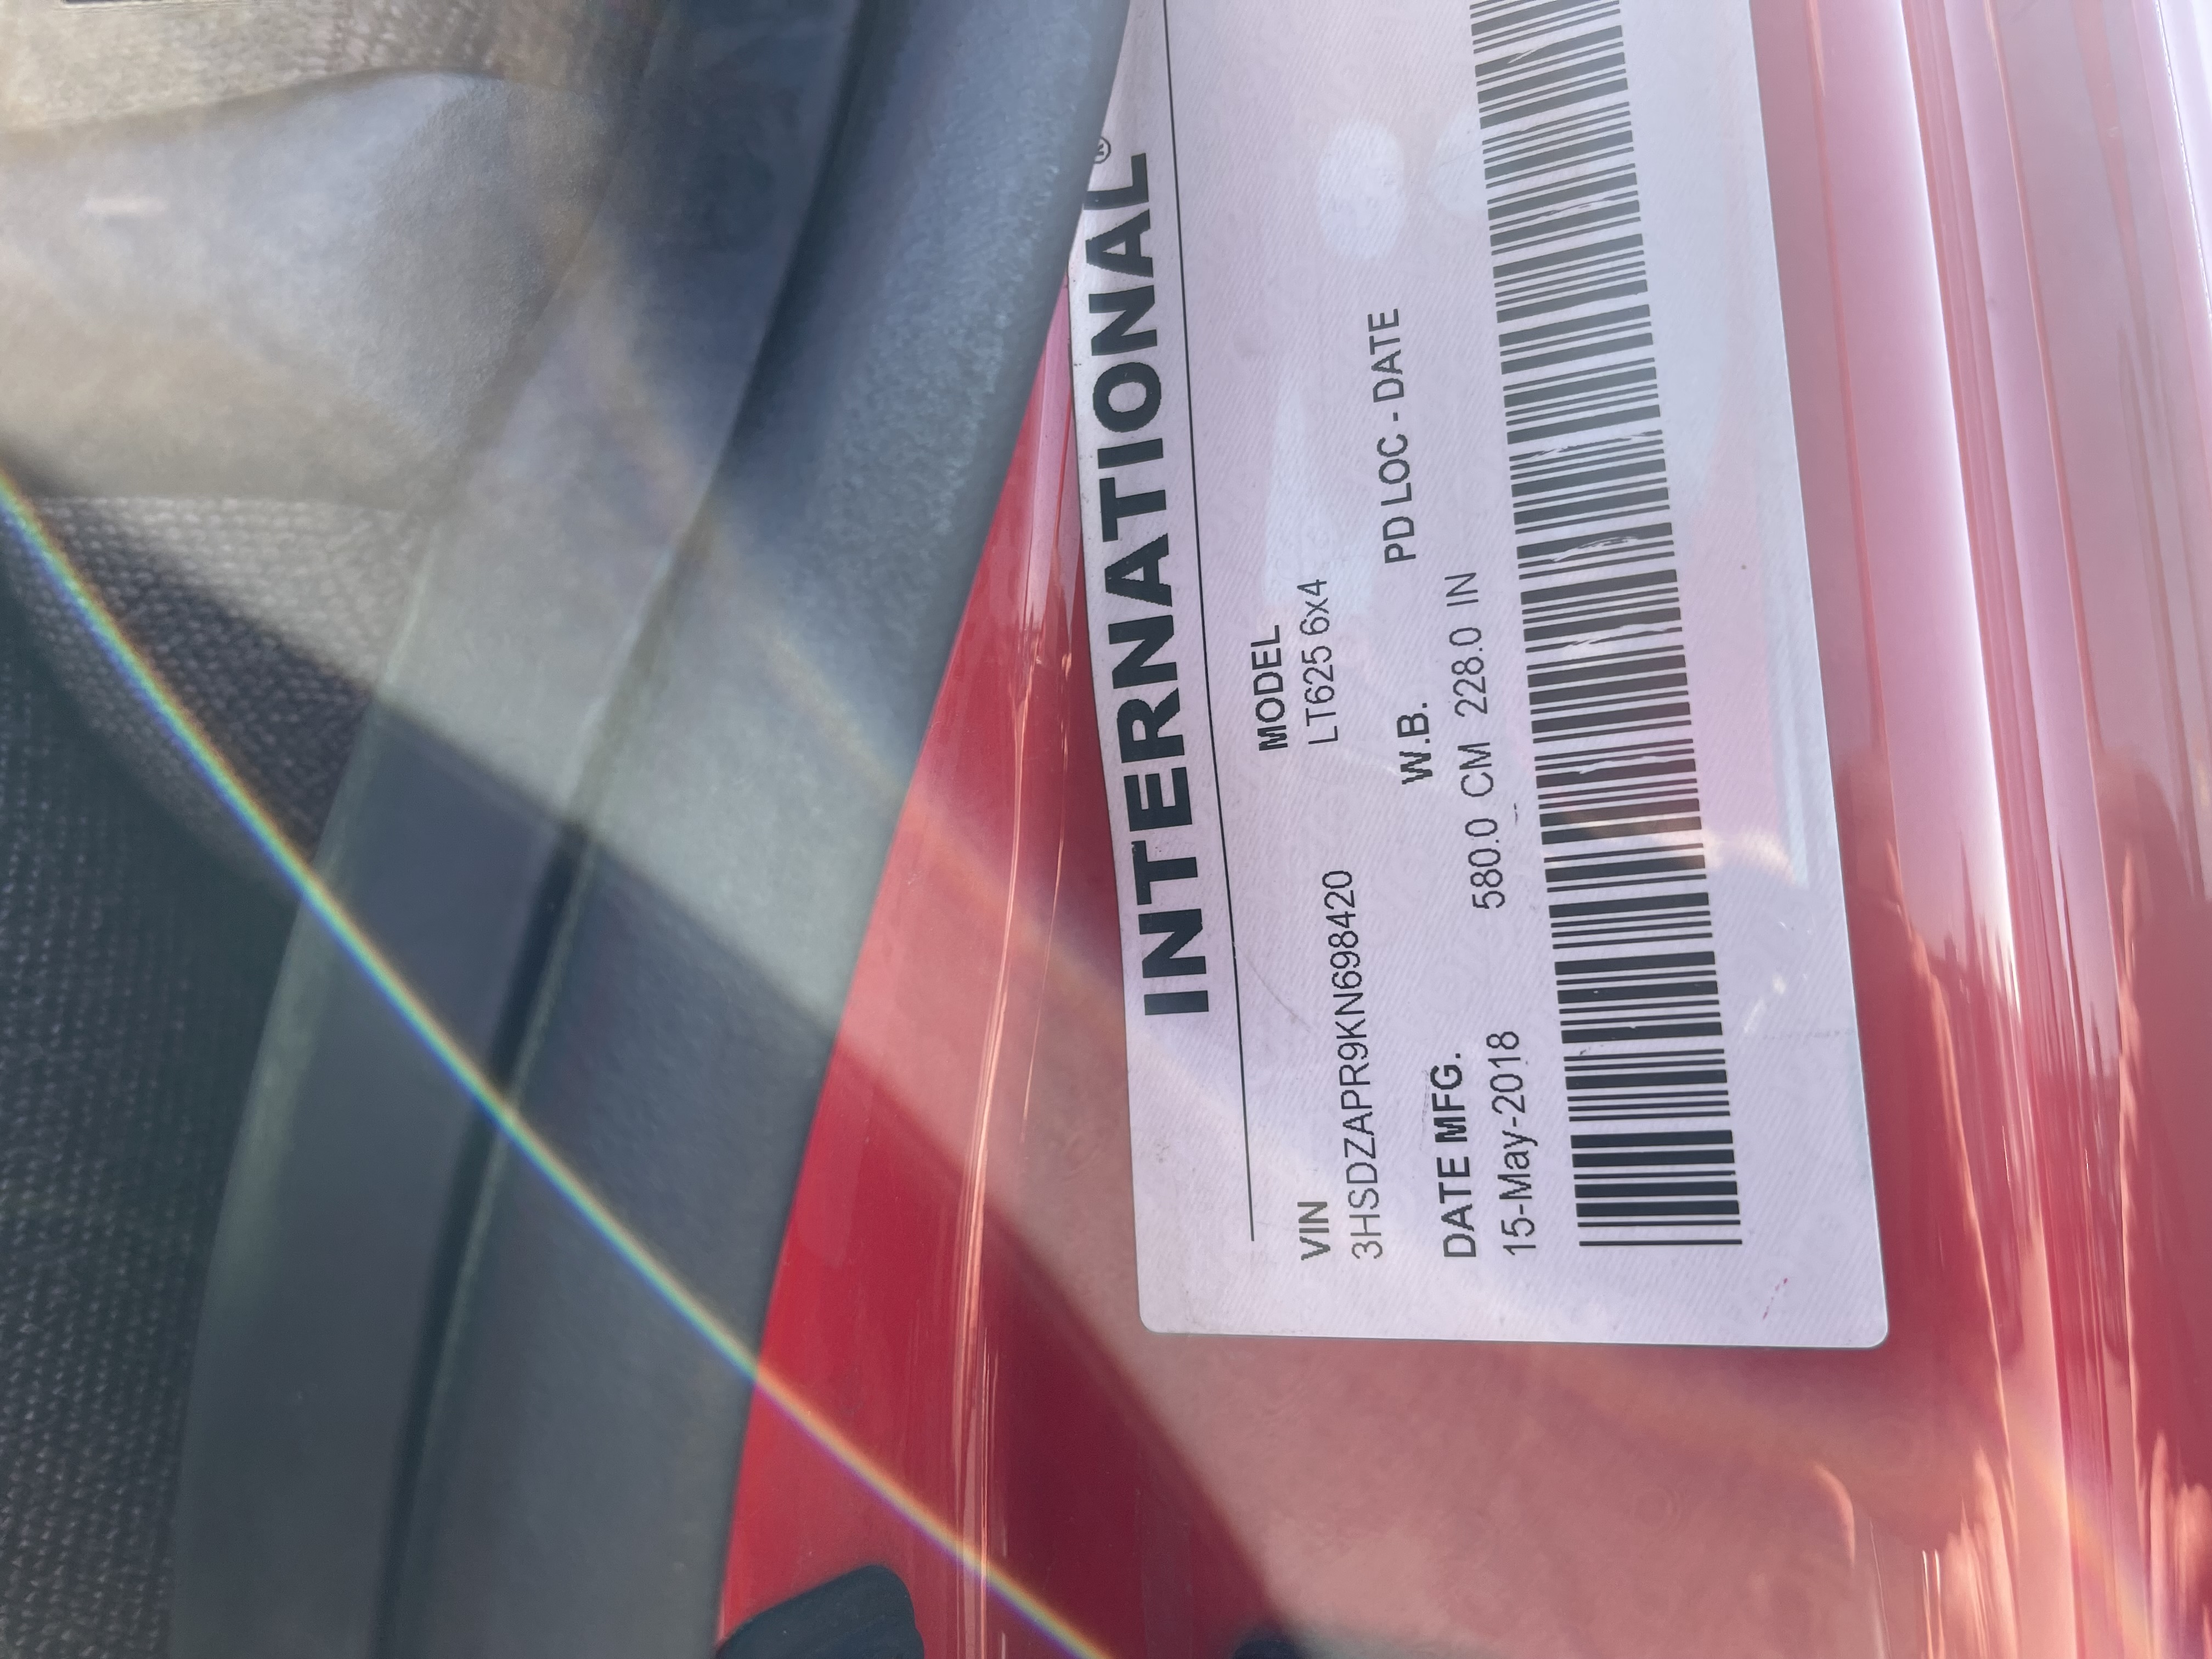 INTERNATIONAL®
VIN MODEL
3HSDZAPR9KN698420 LT625 6x4
DATE MFG. W.B. PD LOC - DATE
15-May-2018 580.0 CM 228.0 IN